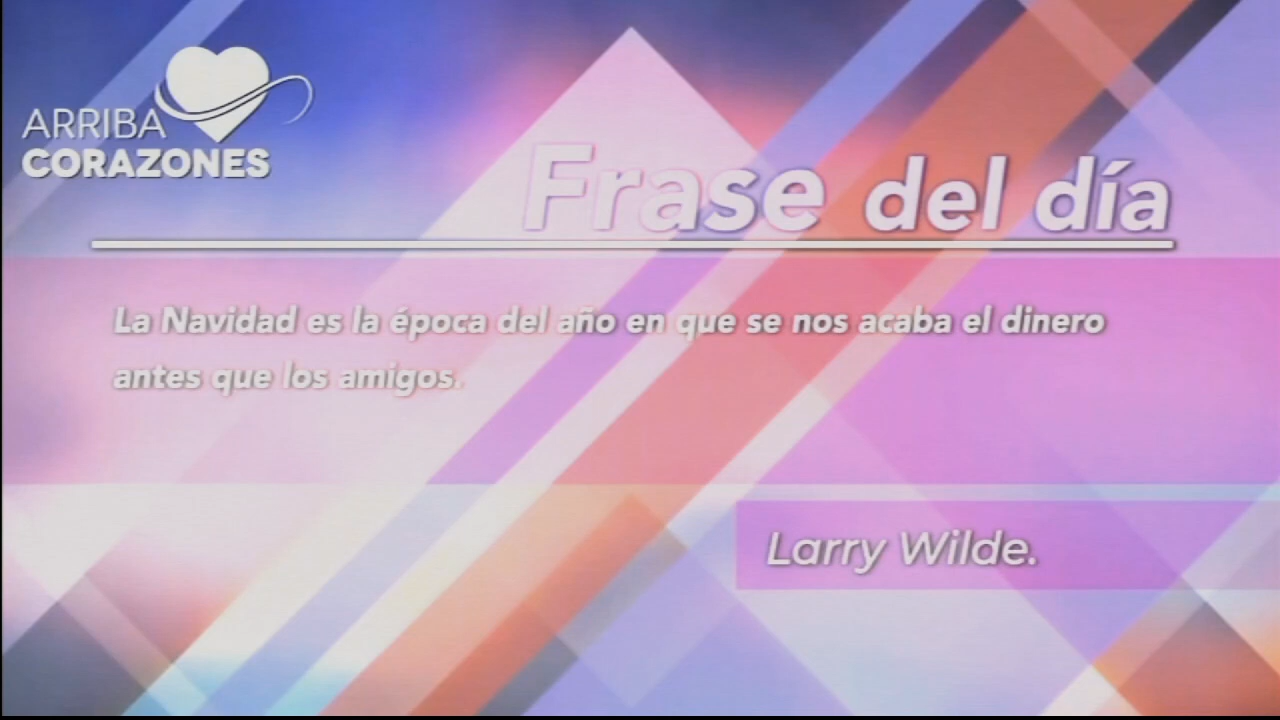 ARRIBA
CORAZONES
Frase del día
La Navidad es la época del año en que se nos acaba el dinero
antes que los amigos.
Larry Wilde.